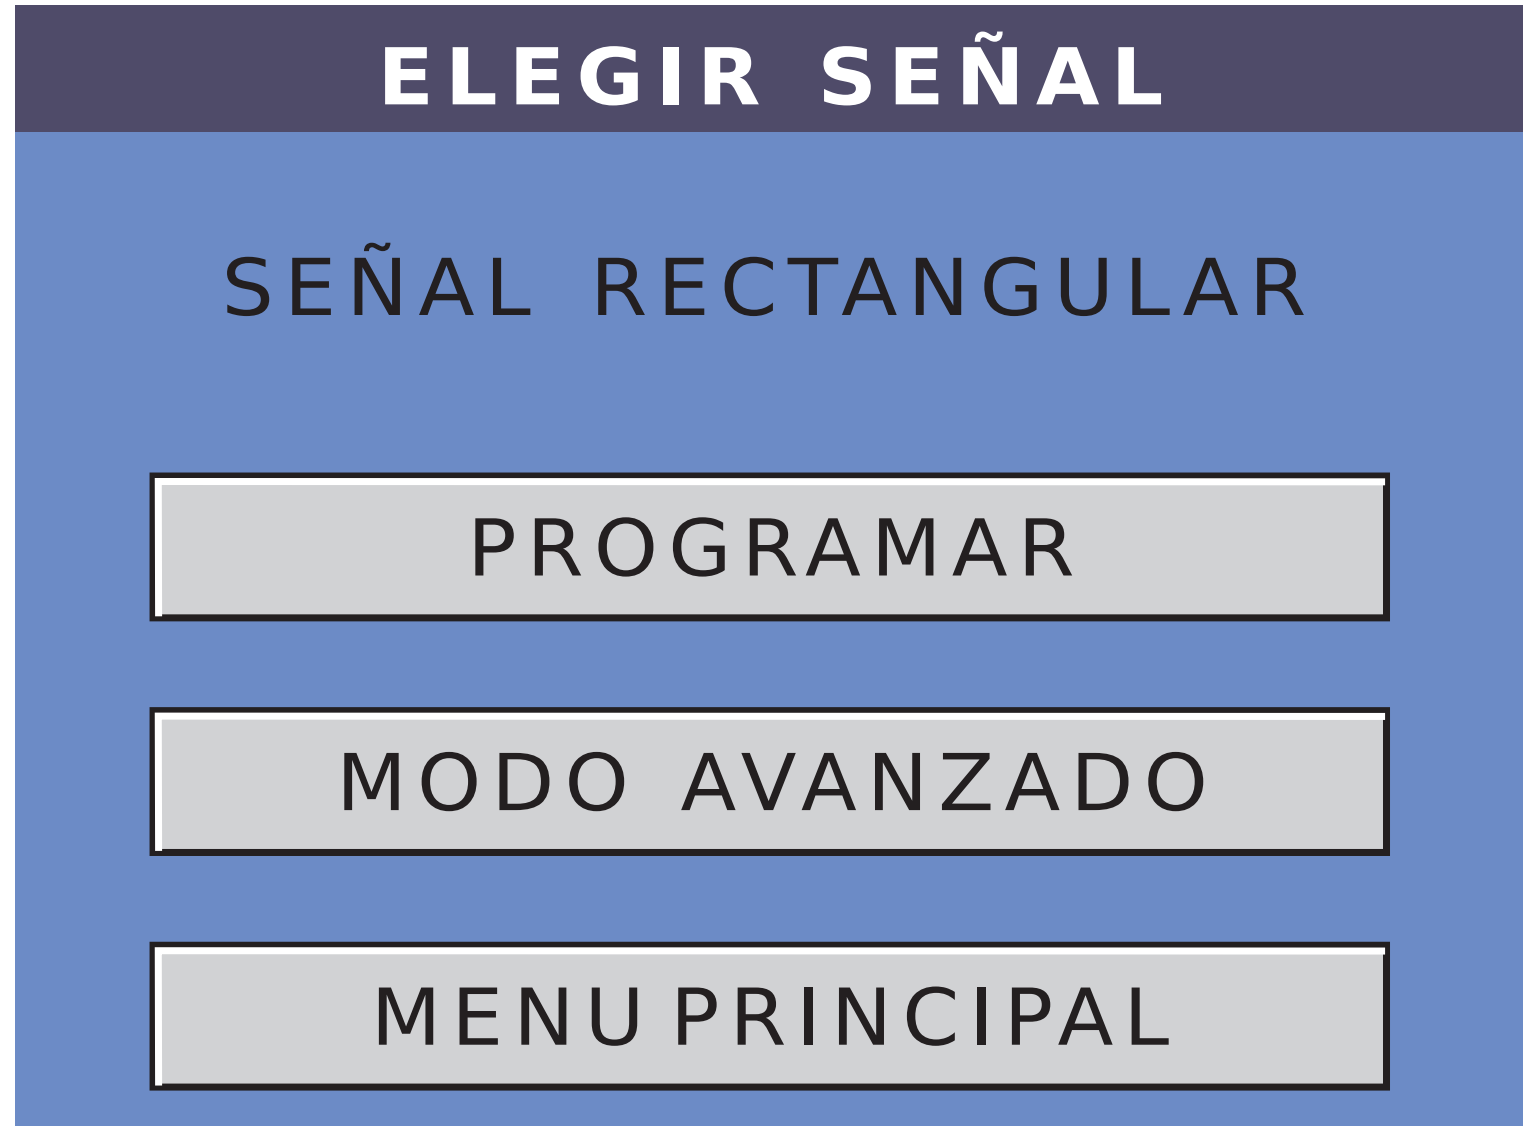 ELEGIR SEÑAL
SEÑAL RECTANGULAR
PROGRAMAR
MODO AVANZADO
MENU PRINCIPAL